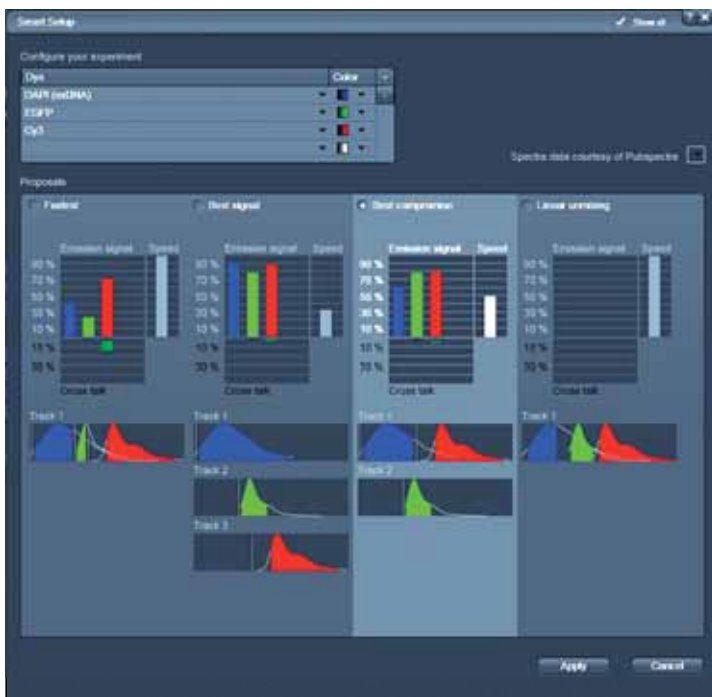 Smart Setup
Show all
Configure your experiment
Dye Color
DAPI
EGFP
Cy3
Spectra data courtesy of Pubspectra
Proposals
Fastest
Best signal
Best compromise
Linear unmixing
Emission signal Speed
90 %
70 %
50 %
30 %
10 %
10 %
30 %
Cross talk
Track 1
Emission signal Speed
90 %
70 %
50 %
30 %
10 %
10 %
30 %
Cross talk
Track 1
Track 2
Track 3
Emission signal Speed
90 %
70 %
50 %
30 %
10 %
10 %
30 %
Cross talk
Track 1
Track 2
Emission signal Speed
90 %
70 %
50 %
30 %
10 %
10 %
30 %
Cross talk
Track 1
Apply
Cancel